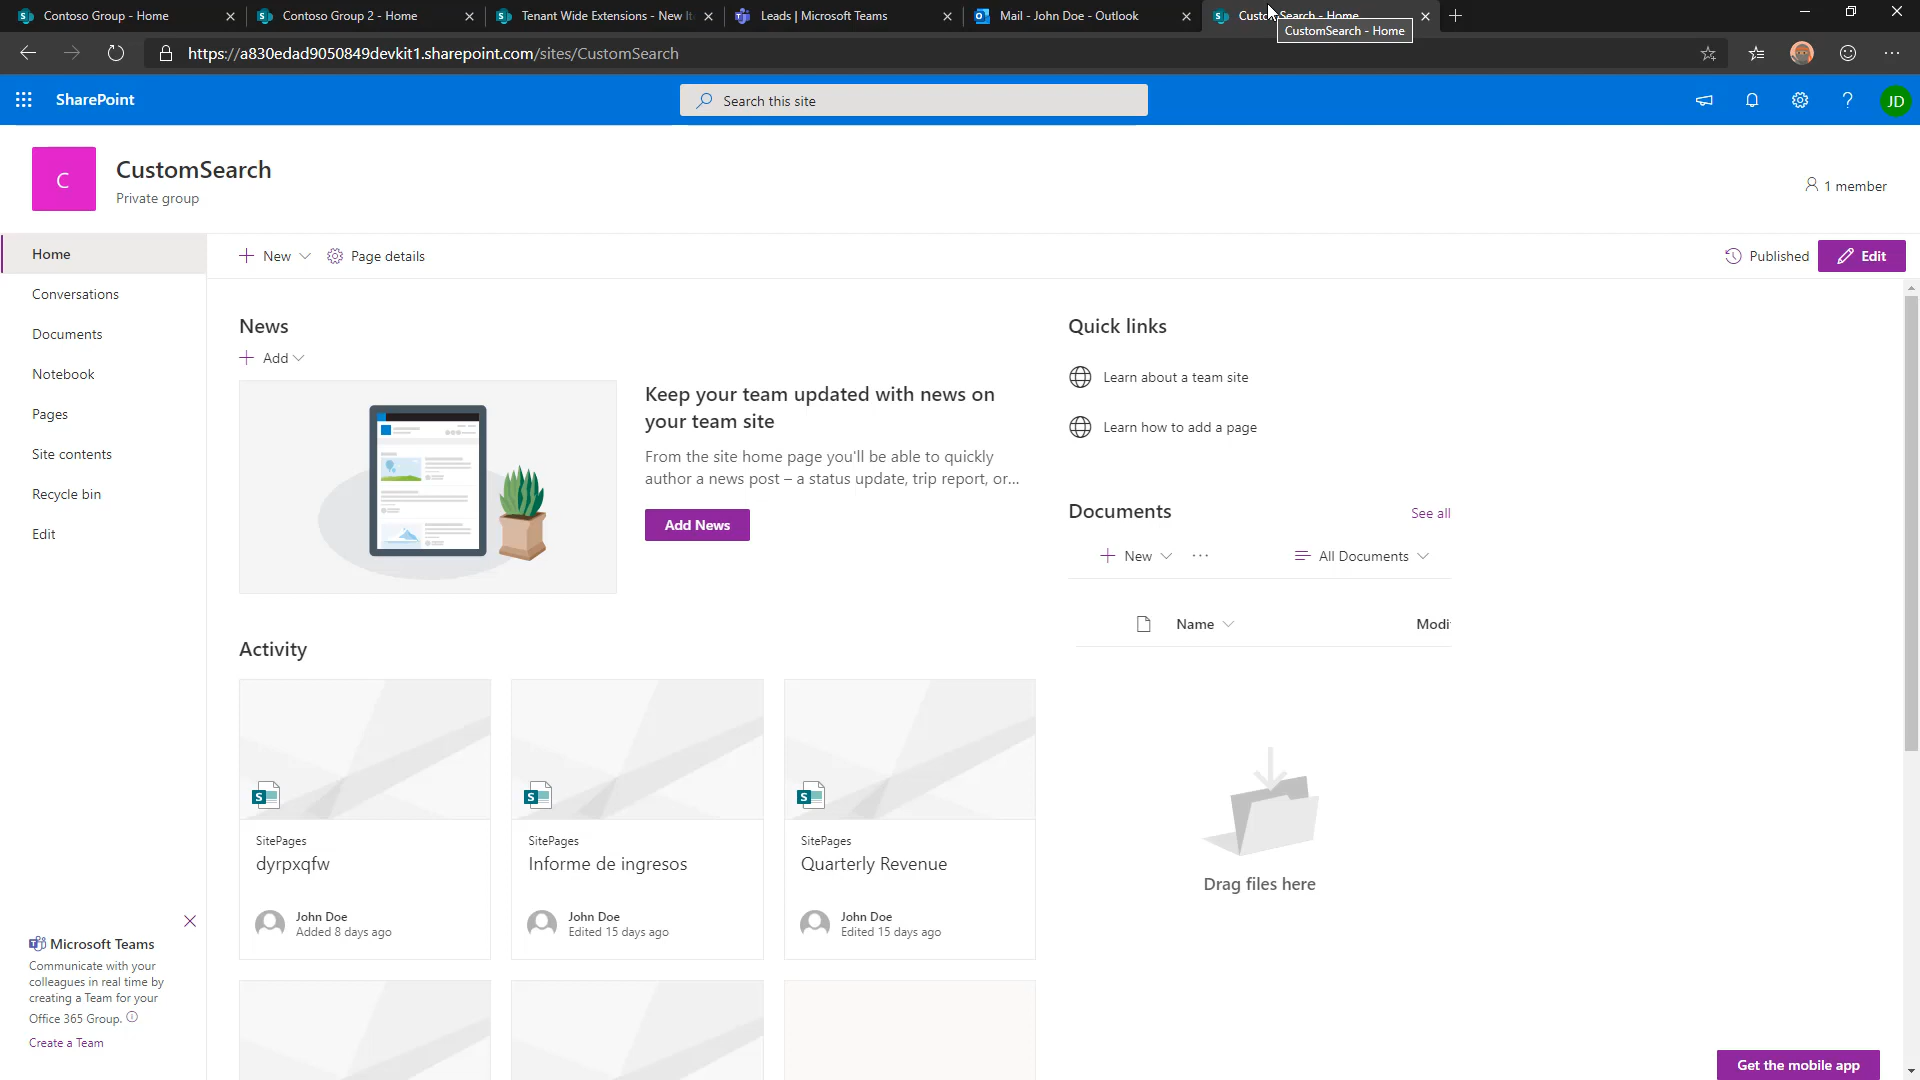 Contoso Group - Home
Contoso Group 2 - Home
Tenant Wide Extensions - New It
Leads | Microsoft Teams
Mail - John Doe - Outlook
CustomSearch - Home
CustomSearch - Home
https://a830edad9050849devkit1.sharepoint.com/sites/CustomSearch
SharePoint
Search this site
JD
C
CustomSearch
Private group
1 member
Home
Conversations
Documents
Notebook
Pages
Site contents
Recycle bin
Edit
New
Page details
Published
Edit
News
Add
Keep your team updated with news on
your team site
From the site home page you'll be able to quickly
author a news post – a status update, trip report, or...
Add News
Quick links
Learn about a team site
Learn how to add a page
Documents
See all
New
All Documents
Name
Modi
Drag files here
Activity
SitePages
dyrpxqfw
John Doe
Added 8 days ago
SitePages
Informe de ingresos
John Doe
Edited 15 days ago
SitePages
Quarterly Revenue
John Doe
Edited 15 days ago
Microsoft Teams
Communicate with your
colleagues in real time by
creating a Team for your
Office 365 Group.
Create a Team
Get the mobile app